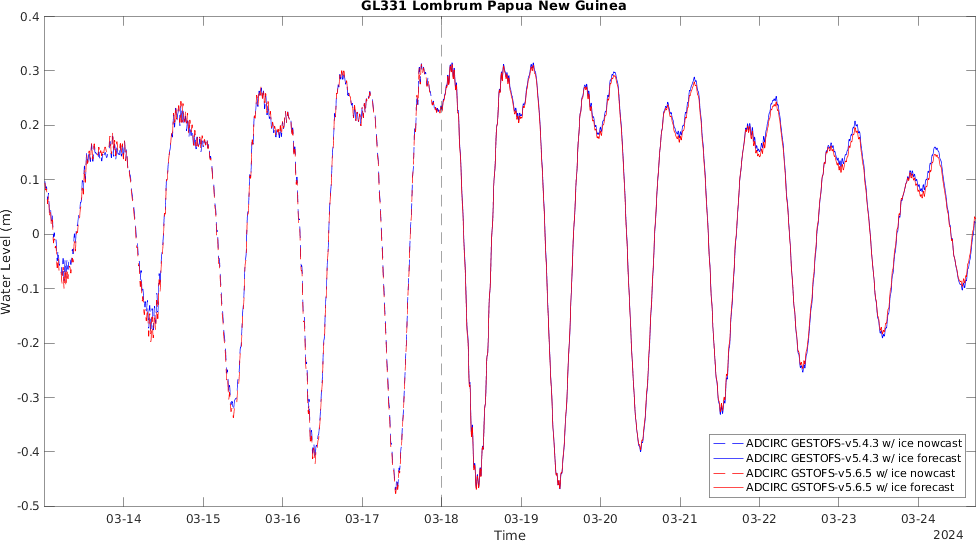 GL331 Lombrum Papua New Guinea
0.4
0.3
0.2
0.1
0
-0.1
-0.2
-0.3
-0.4
-0.5
Water Level (m)
ADCIRC GESTOFS-v5.4.3 w/ ice nowcast
ADCIRC GESTOFS-v5.4.3 w/ ice forecast
ADCIRC GSTOFS-v5.6.5 w/ ice nowcast
ADCIRC GSTOFS-v5.6.5 w/ ice forecast
03-14 03-15 03-16 03-17 03-18 03-19 03-20 03-21 03-22 03-23 03-24
Time
2024